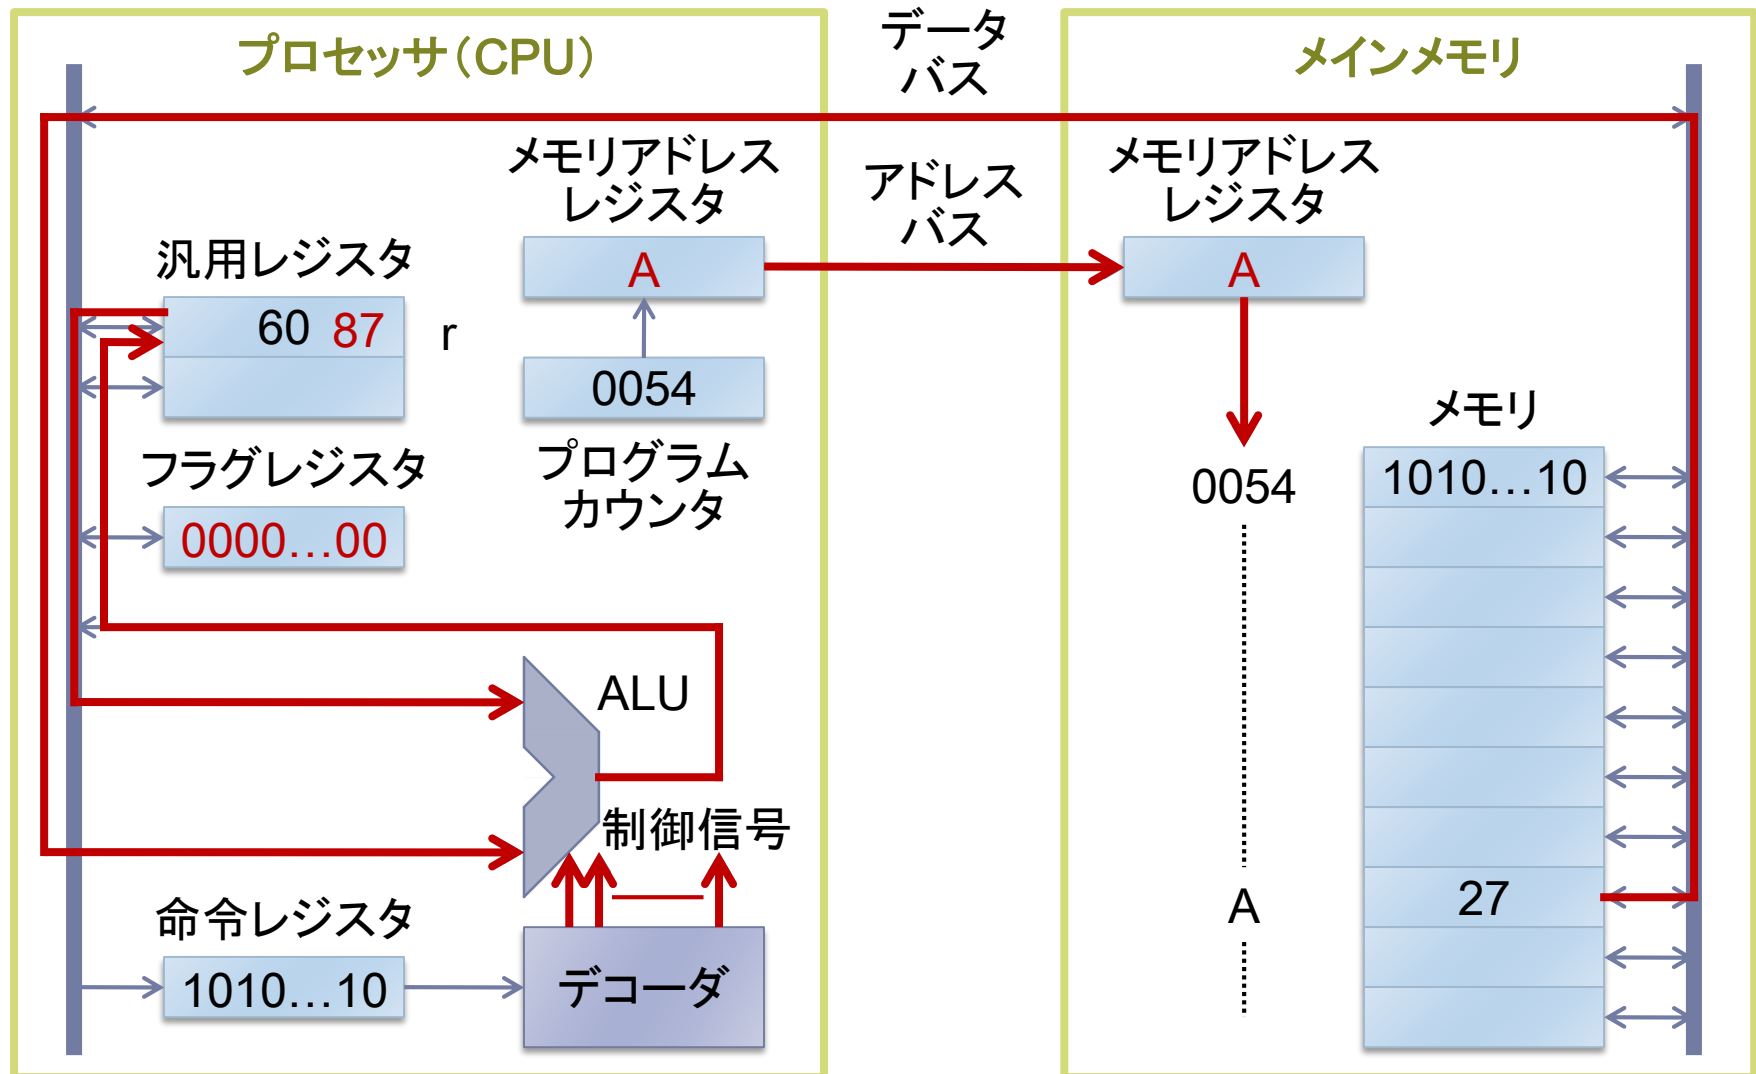 プロセッサ(CPU)
データ
バス
メインメモリ
メモリアドレス
レジスタ
アドレス
バス
メモリアドレス
レジスタ
汎用レジスタ
A
A
60 87
r
0054
フラグレジスタ
プログラム
カウンタ
メモリ
0000…00
0054
1010…10
ALU
制御信号
27
A
命令レジスタ
1010…10
デコーダ